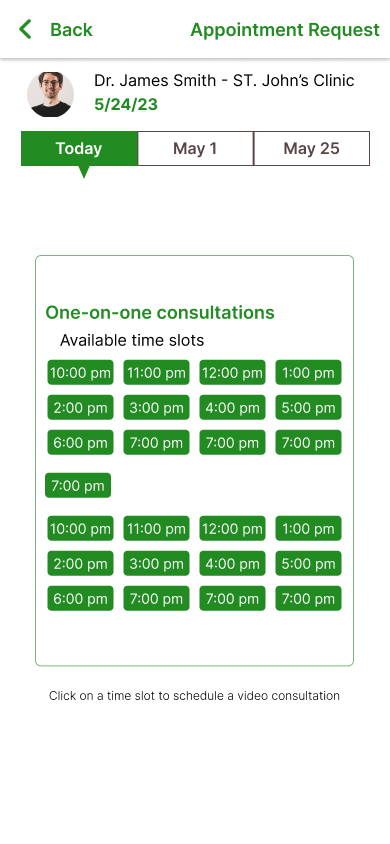 Back Appointment Request
Dr. James Smith - ST. John's Clinic
5/24/23
Today May 1 May 25
One-on-one consultations
Available time slots
10:00 pm 11:00 pm 12:00 pm 1:00 pm
2:00 pm 3:00 pm 4:00 pm 5:00 pm
6:00 pm 7:00 pm 7:00 pm 7:00 pm
7:00 pm
10:00 pm 11:00 pm 12:00 pm 1:00 pm
2:00 pm 3:00 pm 4:00 pm 5:00 pm
6:00 pm 7:00 pm 7:00 pm 7:00 pm
Click on a time slot to schedule a video consultation